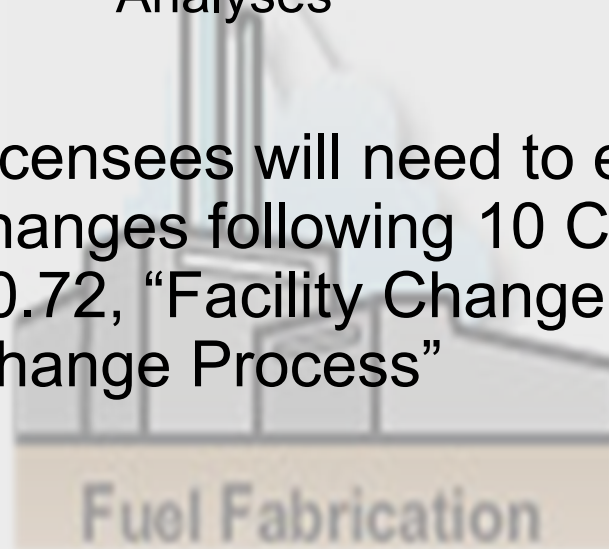 Analyses
censees will need to e
hanges following 10 C
0.72, “Facility Change
hange Process”
Fuel Fabrication